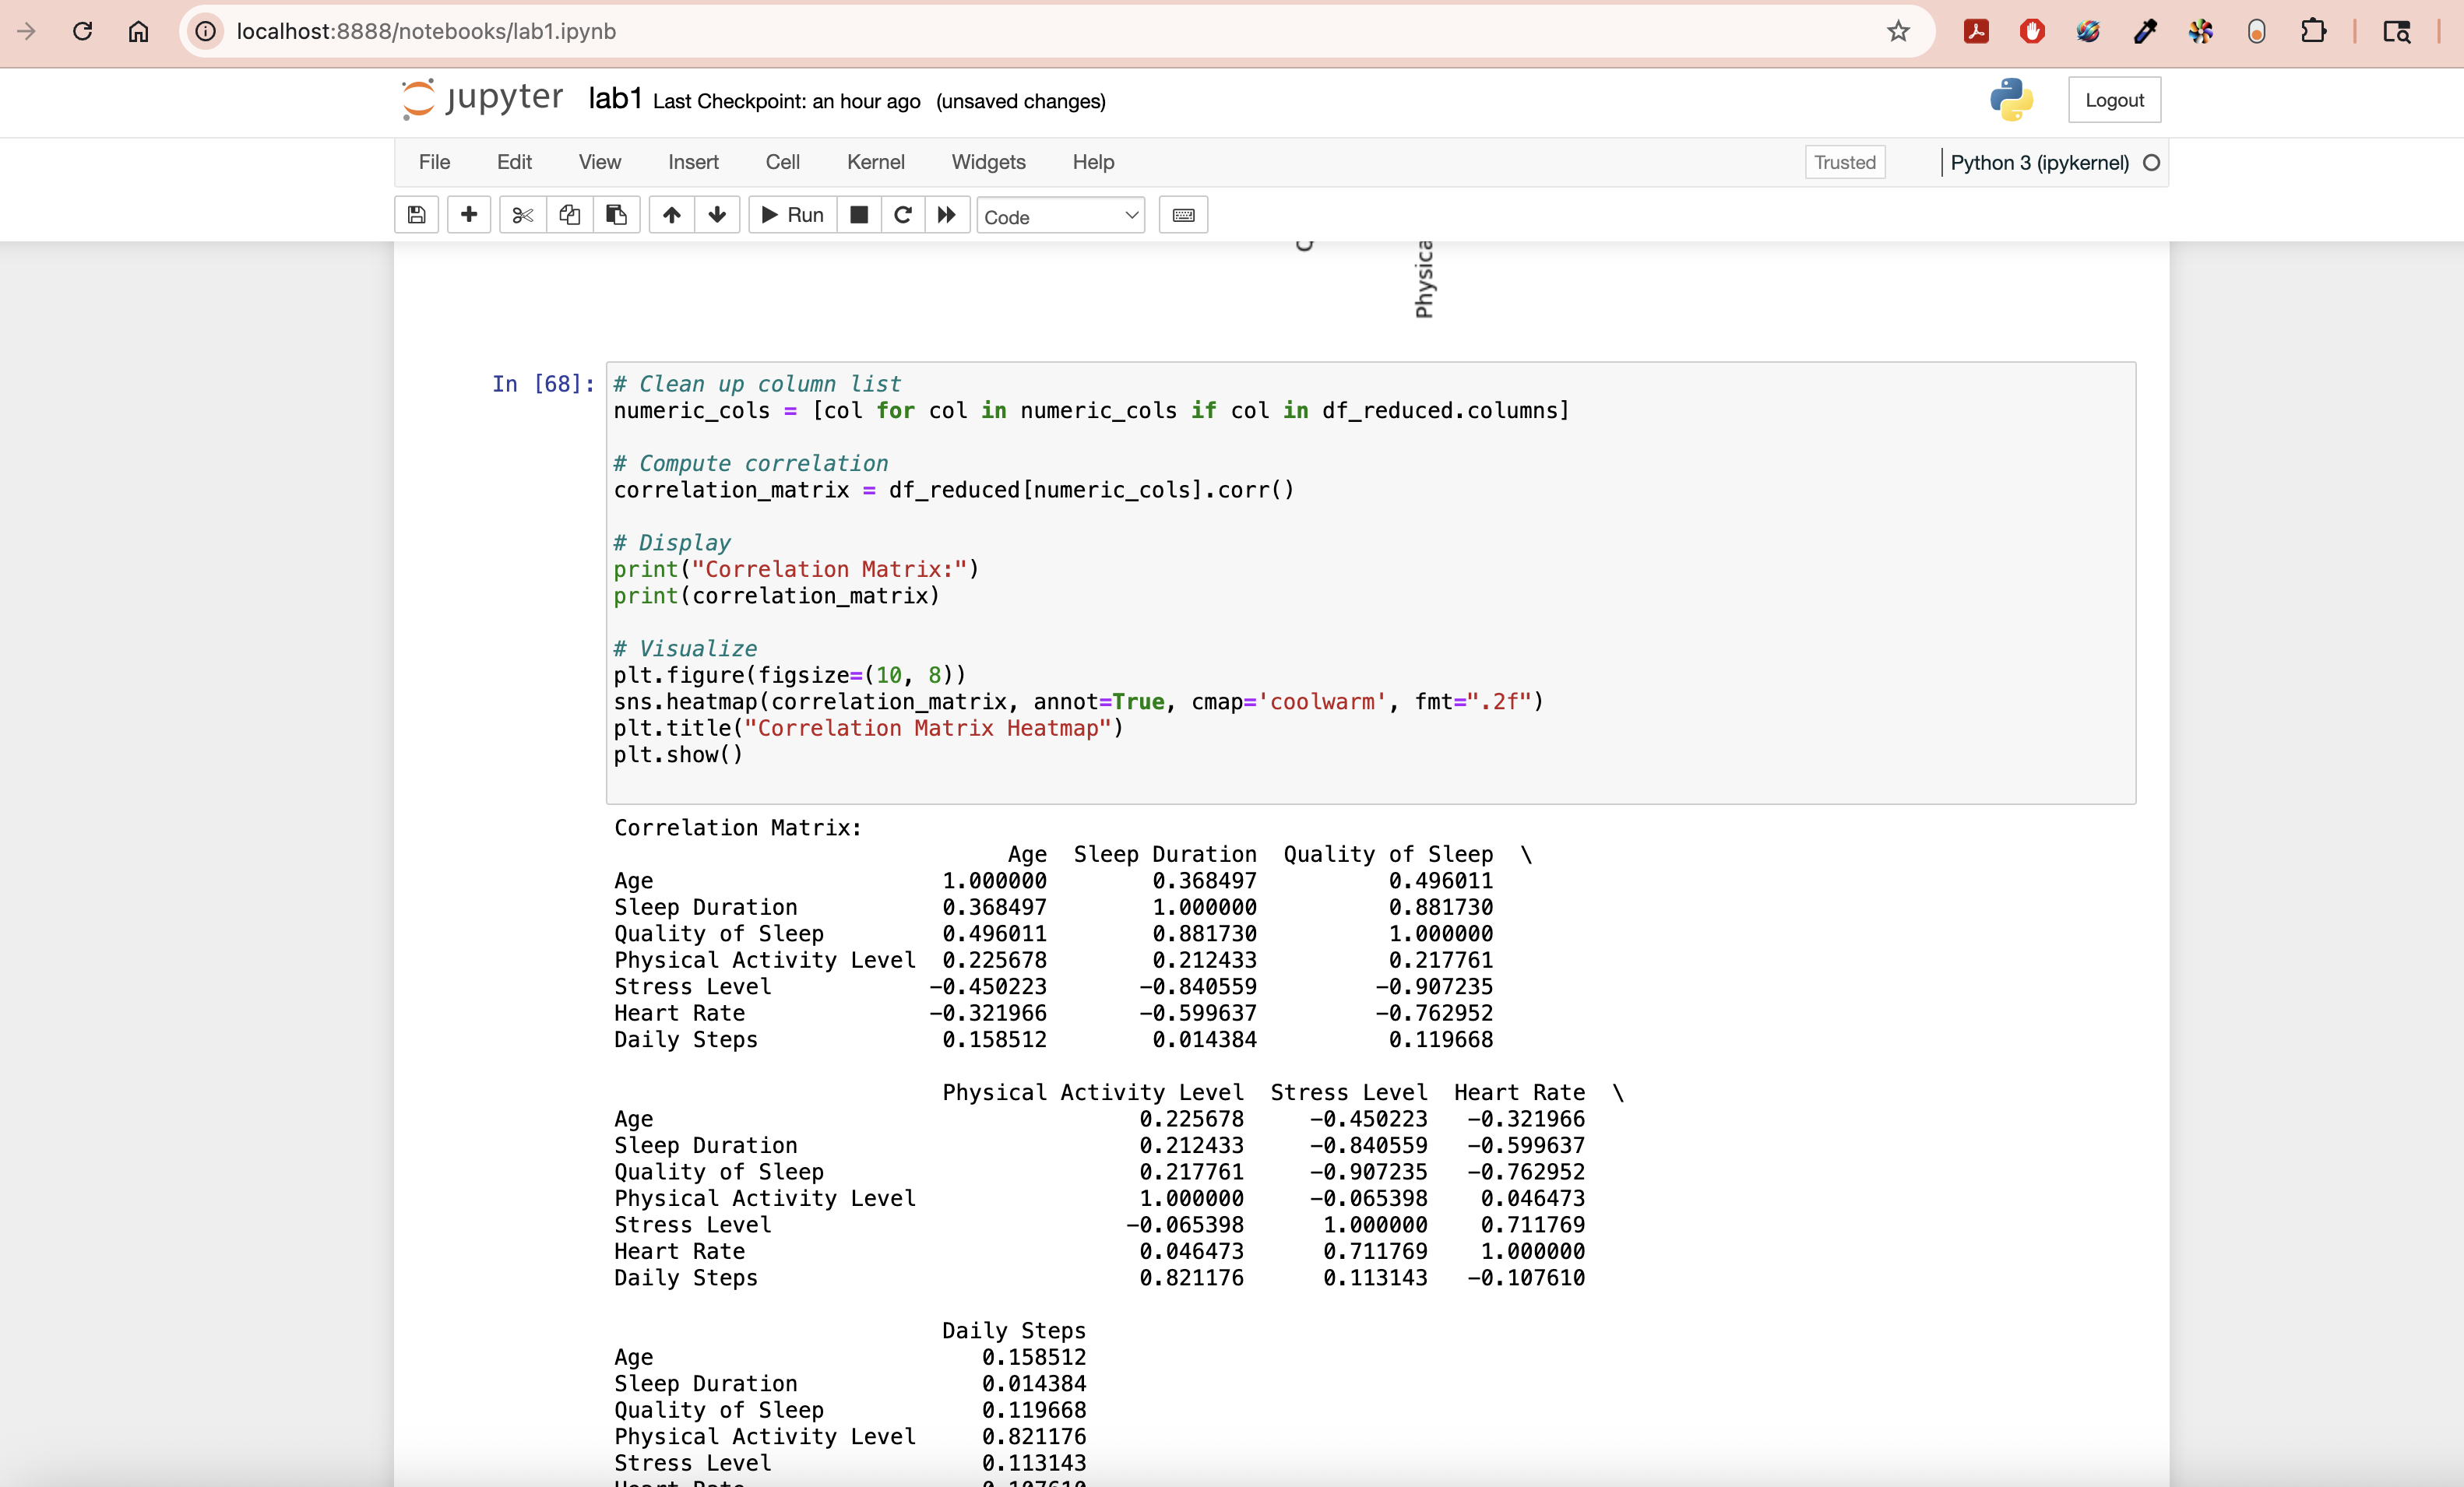 localhost:8888/notebooks/lab1.ipynb
jupyter lab1 Last Checkpoint: an hour ago (unsaved changes)
Logout
File Edit View Insert Cell Kernel Widgets Help
Trusted
Python 3 (ipykernel)
Run
Code
Physica
In [68]:
# Clean up column list
numeric_cols = [col for col in numeric_cols if col in df_reduced.columns]
# Compute correlation
correlation_matrix = df_reduced[numeric_cols].corr()
# Display
print("Correlation Matrix:")
print(correlation_matrix)
# Visualize
plt.figure(figsize=(10, 8))
sns.heatmap(correlation_matrix, annot=True, cmap='coolwarm', fmt=".2f")
plt.title("Correlation Matrix Heatmap")
plt.show()
Correlation Matrix:
Age Sleep Duration Quality of Sleep \
Age 1.000000 0.368497 0.496011
Sleep Duration 0.368497 1.000000 0.881730
Quality of Sleep 0.496011 0.881730 1.000000
Physical Activity Level 0.225678 0.212433 0.217761
Stress Level -0.450223 -0.840559 -0.907235
Heart Rate -0.321966 -0.599637 -0.762952
Daily Steps 0.158512 0.014384 0.119668
Physical Activity Level Stress Level Heart Rate \
Age 0.225678 -0.450223 -0.321966
Sleep Duration 0.212433 -0.840559 -0.599637
Quality of Sleep 0.217761 -0.907235 -0.762952
Physical Activity Level 1.000000 -0.065398 0.046473
Stress Level -0.065398 1.000000 0.711769
Heart Rate 0.046473 0.711769 1.000000
Daily Steps 0.821176 0.113143 -0.107610
Daily Steps
Age 0.158512
Sleep Duration 0.014384
Quality of Sleep 0.119668
Physical Activity Level 0.821176
Stress Level 0.113143